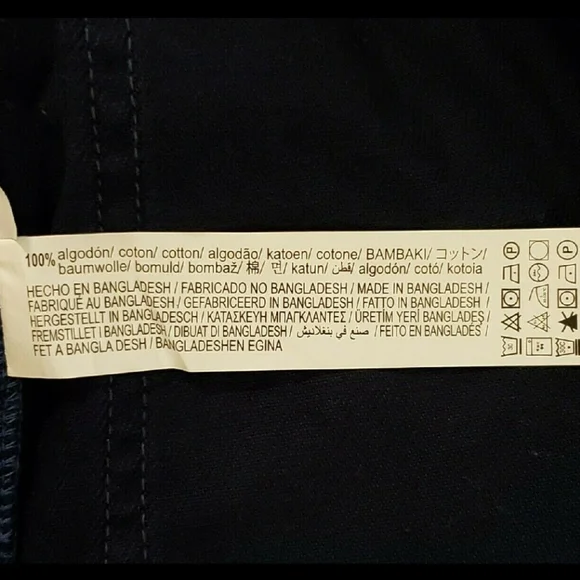 100% algodón/ coton/ cotton/ algodão/ katoen/ cotone/ BAMBAKI/ コットン/
baumwolle/ bomuld/ bombaž/ 棉/ 면/ katun/ قطن/ algodón/ cotó/ kotoia
HECHO EN BANGLADESH / FABRICADO NO BANGLADESH / MADE IN BANGLADESH/
FABRIQUÉ AU BANGLADESH / GEFABRICEERD IN BANGLADESH / FATTO IN BANGLADESH /
HERGESTELLT IN BANGLADESCH / ΚΑΤΑΣΚΕΥΗ ΜΠΑΓΚΛΑΝΤΕΣ / ÜRETİM YERİ BANGLADEŞ /
FREMSTILLET I BANGLADESH / DIBUAT DI BANGLADESH / صنع في بنغلاديش / FEITO EN BANGLADÉS /
FET A BANGLA DESH / BANGLADESHEN EGINA